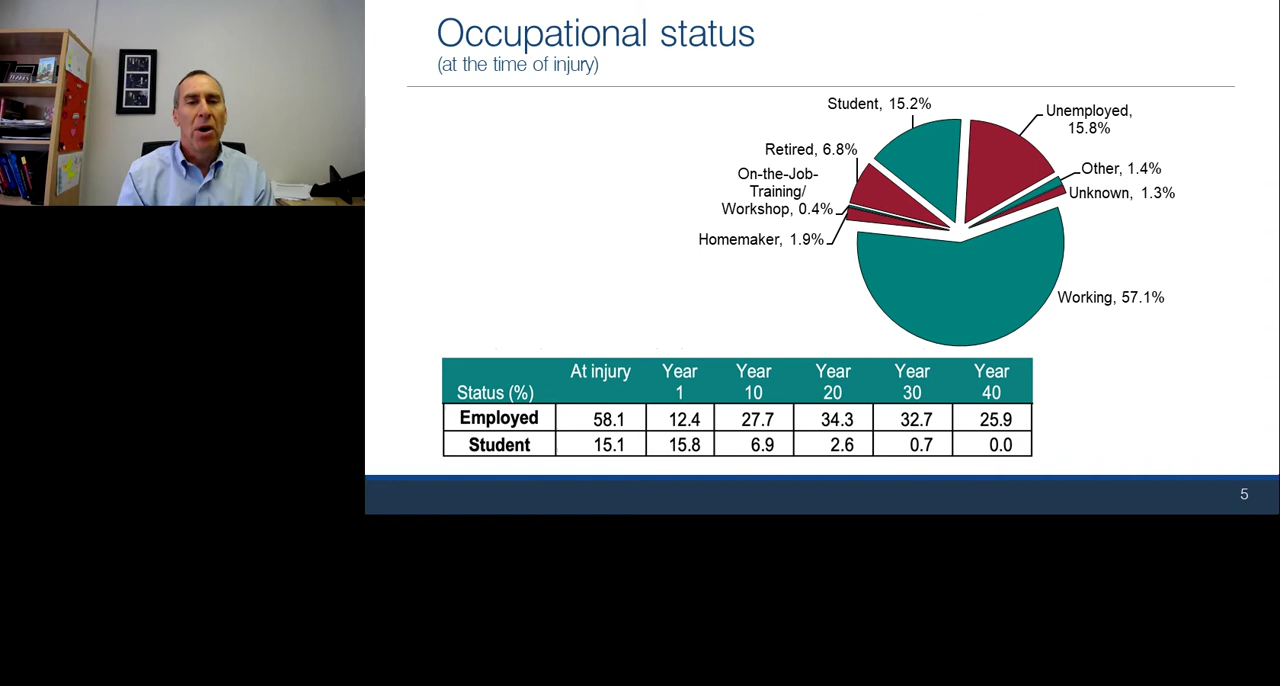 Occupational status
(at the time of injury)
Student, 15.2%
Unemployed,
15.8%
Retired, 6.8%
Other, 1.4%
On-the-Job-
Training/
Workshop, 0.4%
Unknown, 1.3%
Homemaker, 1.9%
Working, 57.1%
Status (%) At injury Year 1 Year 10 Year 20 Year 30 Year 40
Employed 58.1 12.4 27.7 34.3 32.7 25.9
Student 15.1 15.8 6.9 2.6 0.7 0.0
5